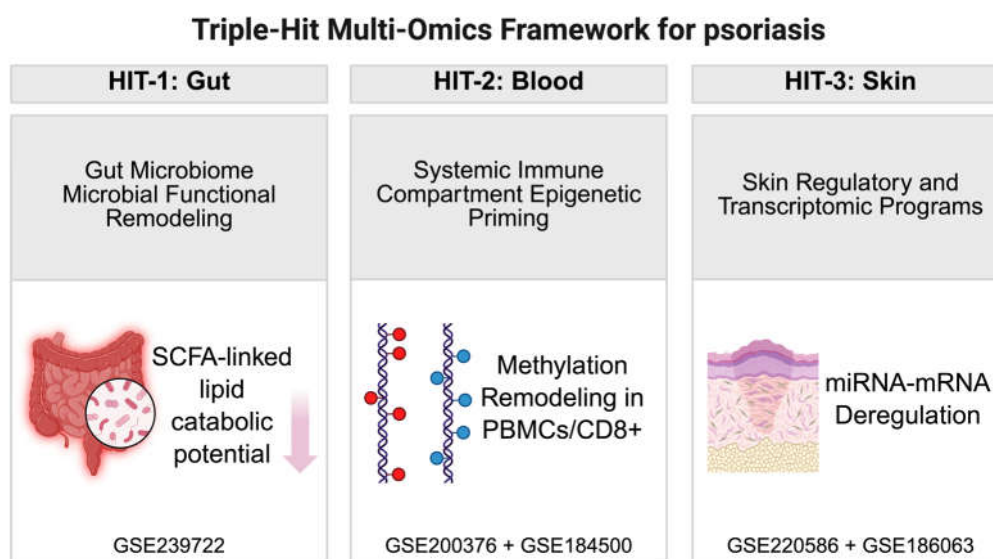 Triple-Hit Multi-Omics Framework for psoriasis
HIT-1: Gut
Gut Microbiome
Microbial Functional
Remodeling
SCFA-linked
lipid
catabolic
potential
GSE239722
HIT-2: Blood
Systemic Immune
Compartment Epigenetic
Priming
Methylation
Remodeling in
PBMCs/CD8+
GSE200376 + GSE184500
HIT-3: Skin
Skin Regulatory and
Transcriptomic Programs
miRNA-mRNA
Deregulation
GSE220586 + GSE186063